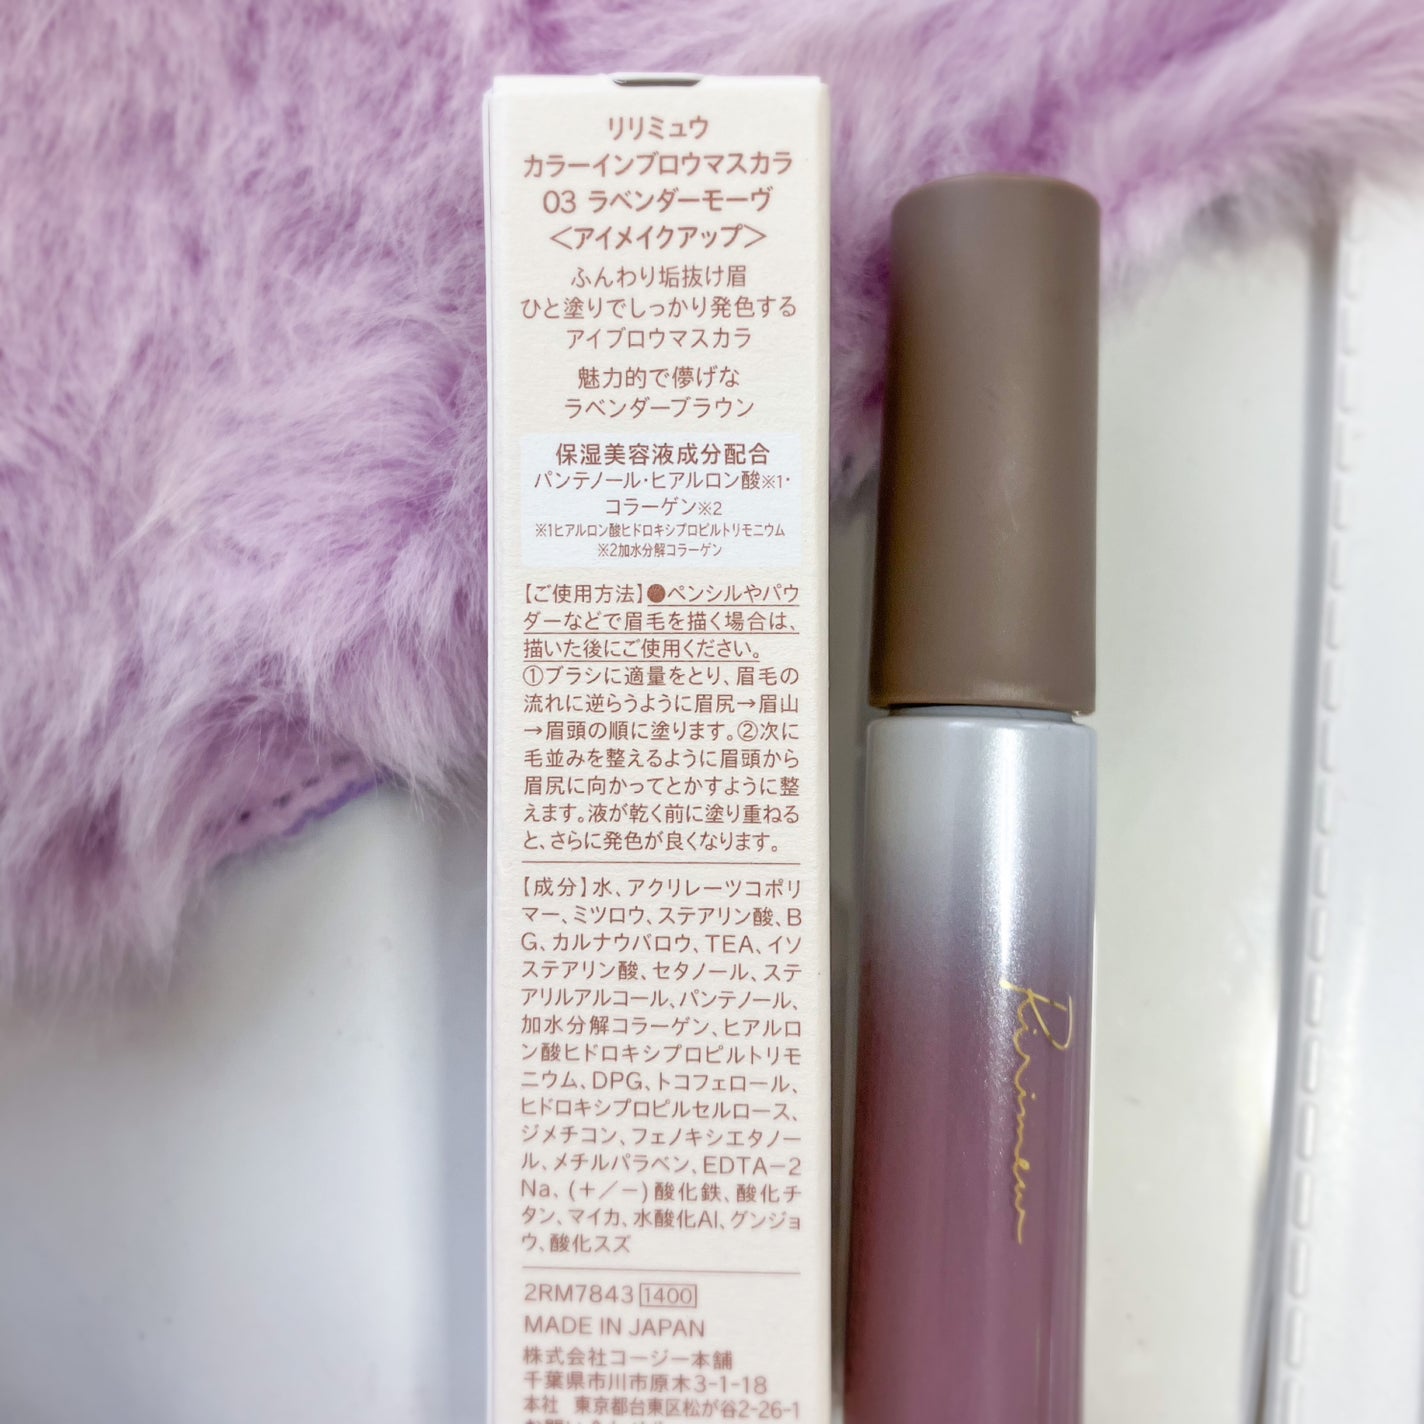 リリミュウ
カラーインブロウマスカラ
03 ラベンダーモーヴ
＜アイメイクアップ＞
ふんわり垢抜け眉
ひと塗りでしっかり発色する
アイブロウマスカラ
魅力的で儚げな
ラベンダーブラウン
保湿美容液成分配合
パンテノール・ヒアルロン酸※1・
コラーゲン※2
※1ヒアルロン酸ヒドロキシプロピルトリモニウム
※2加水分解コラーゲン
【ご使用方法】●ペンシルやパウ
ダーなどで眉毛を描く場合は、
描いた後にご使用ください。
①ブラシに適量をとり、眉毛の
流れに逆らうように眉尻→眉山
→眉頭の順に塗ります。②次に
毛並みを整えるように眉頭から
眉尻に向かってとかすように整
えます。液が乾く前に塗り重ねる
と、さらに発色が良くなります。
【成分】水、アクリレーツコポリ
マー、ミツロウ、ステアリン酸、B
G、カルナウバロウ、TEA、イソ
ステアリン酸、セタノール、ステ
アリルアルコール、パンテノール、
加水分解コラーゲン、ヒアルロ
ン酸ヒドロキシプロピルトリモ
ニウム、DPG、トコフェロール、
ヒドロキシプロピルセルロース、
ジメチコン、フェノキシエタノー
ル、メチルパラベン、EDTA－2
Na、(＋／－)酸化鉄、酸化チ
タン、マイカ、水酸化Al、グンジョ
ウ、酸化スズ
2RM7843 1400
MADE IN JAPAN
株式会社コージー本舗
千葉県市川市原木3-1-18
本社 東京都台東区松が谷2-26-1
Ririmew